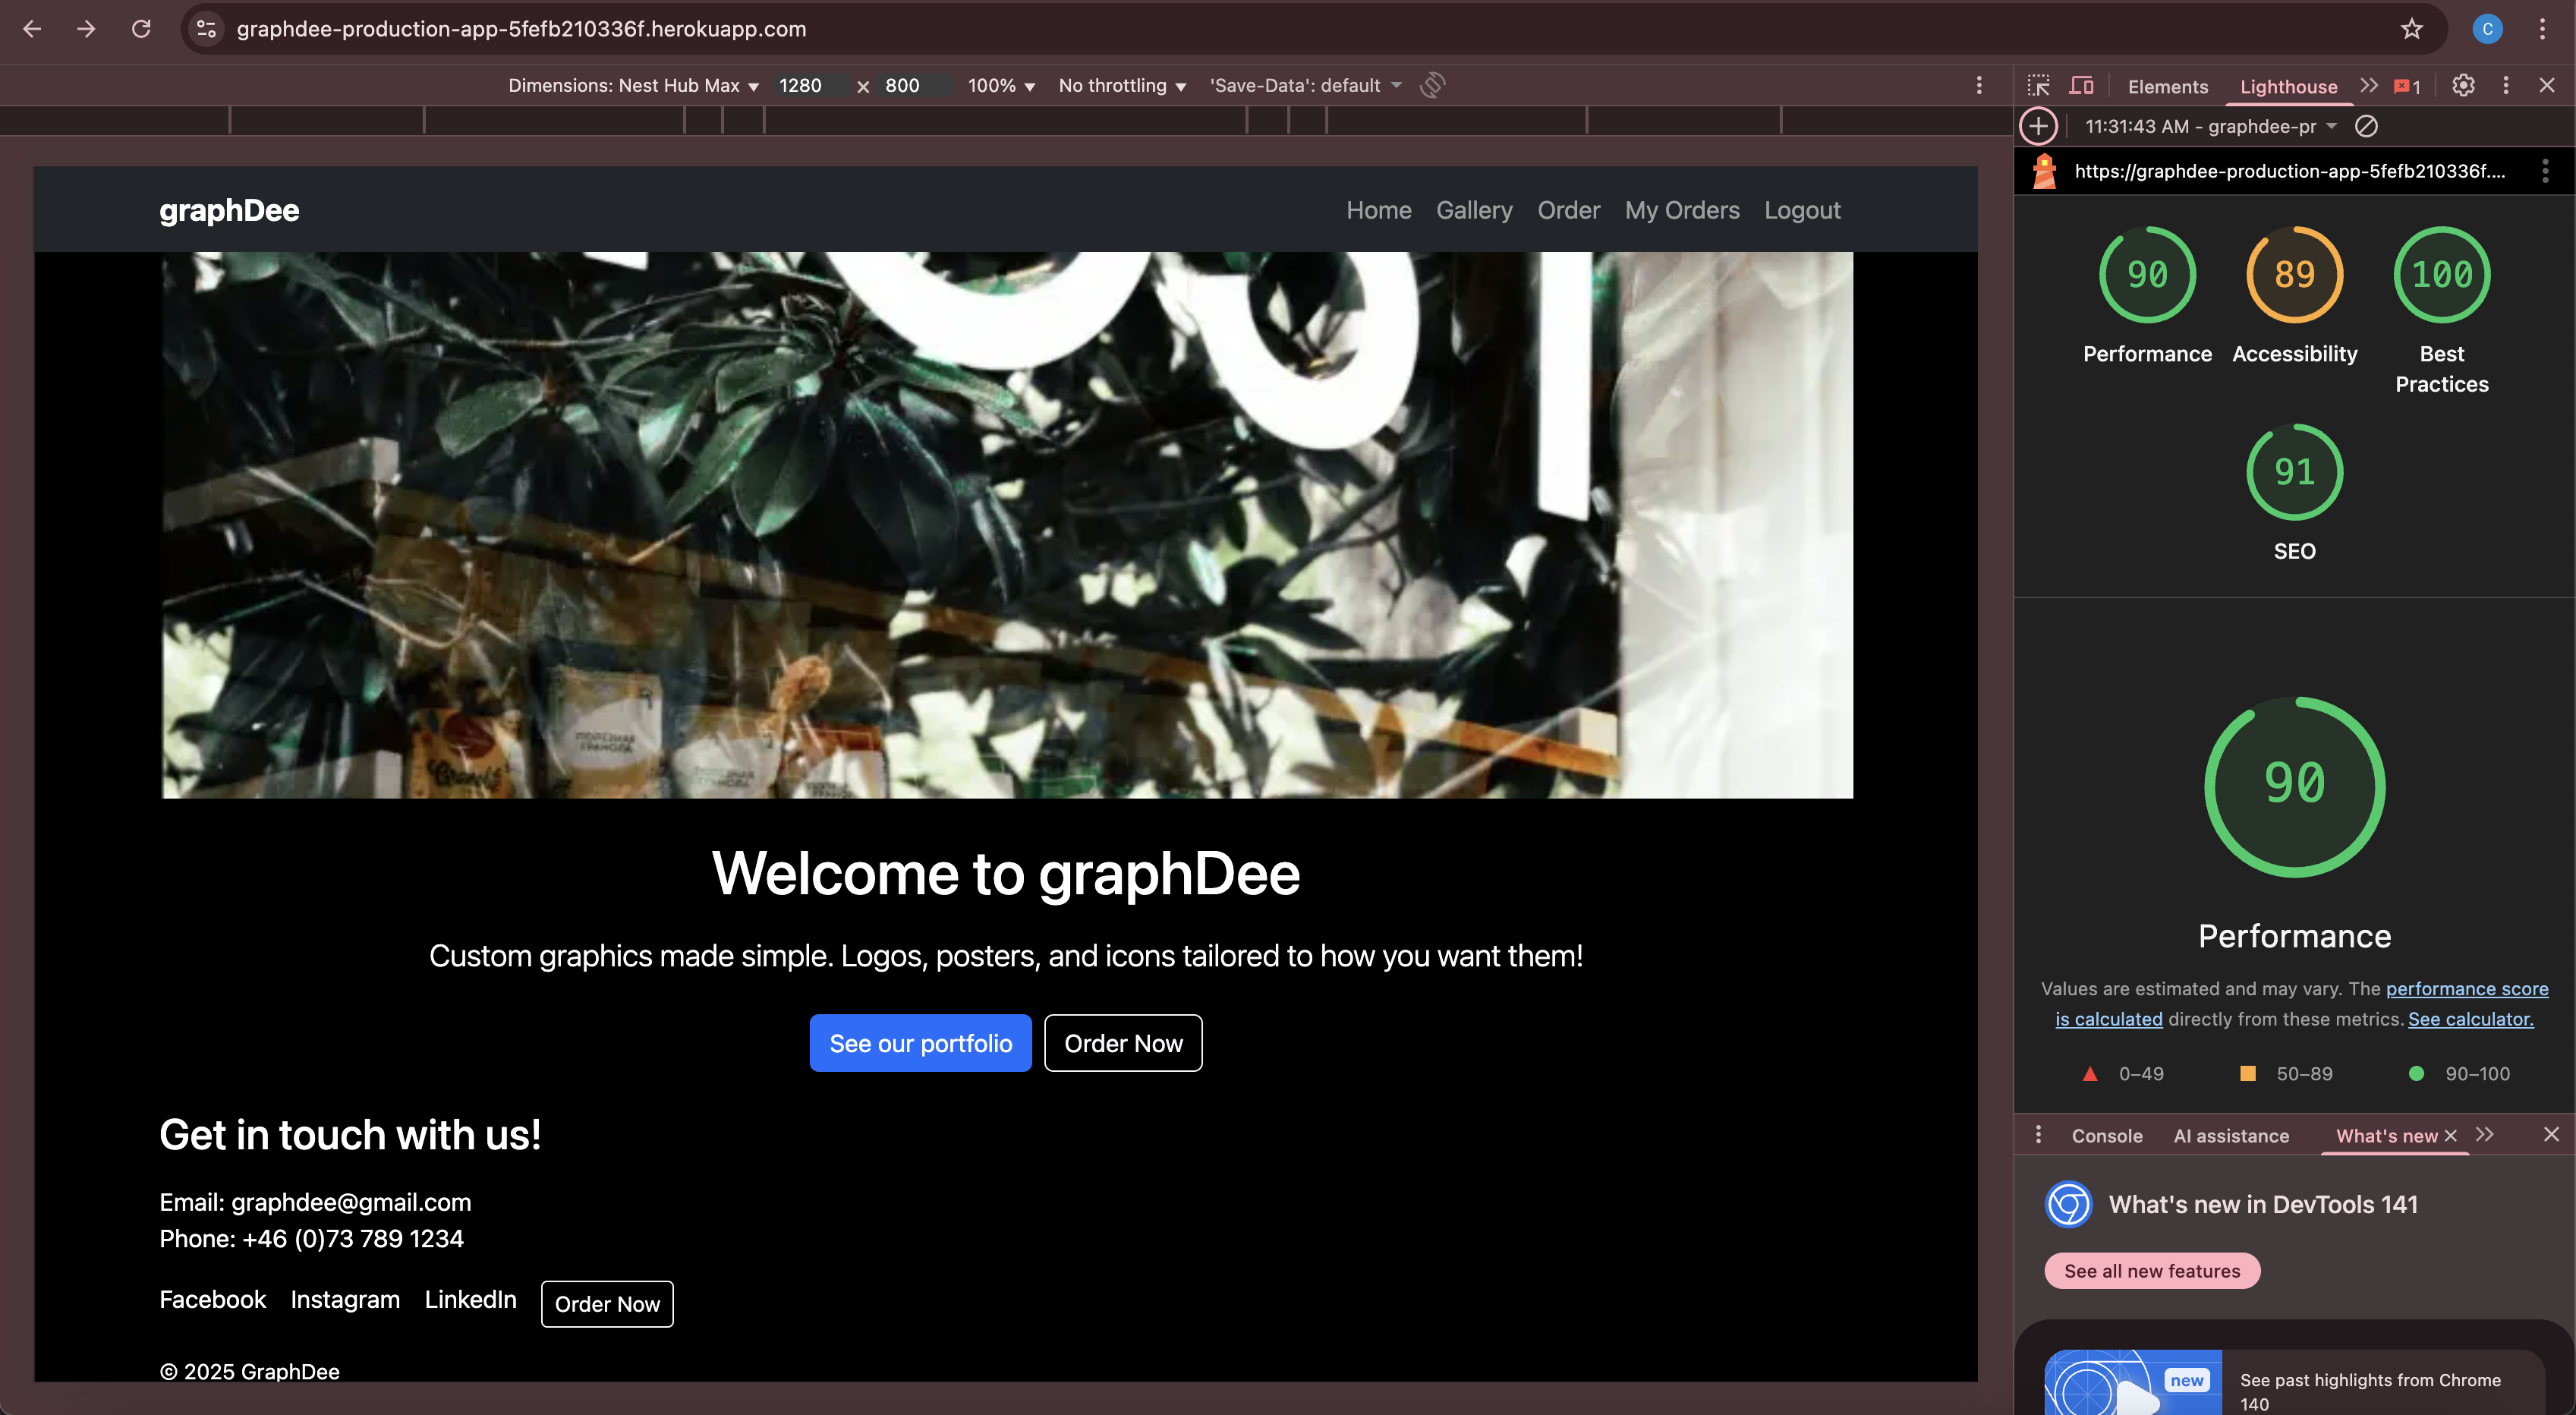 graphdee-production-app-5fefb210336f.herokuapp.com
C
Dimensions: Nest Hub Max 1280 x 800 100% No throttling 'Save-Data': default
Elements Lighthouse 1
11:31:43 AM - graphdee-pr
https://graphdee-production-app-5fefb210336f....
graphDee
Home Gallery Order My Orders Logout
Welcome to graphDee
Custom graphics made simple. Logos, posters, and icons tailored to how you want them!
See our portfolio Order Now
Get in touch with us!
Email: graphdee@gmail.com
Phone: +46 (0)73 789 1234
Facebook Instagram LinkedIn Order Now
© 2025 GraphDee
90 89 100
Performance Accessibility Best
Practices
91
SEO
90
Performance
Values are estimated and may vary. The performance score
is calculated directly from these metrics. See calculator.
0–49 50–89 90–100
Console AI assistance What's new
What's new in DevTools 141
See all new features
new
See past highlights from Chrome
140